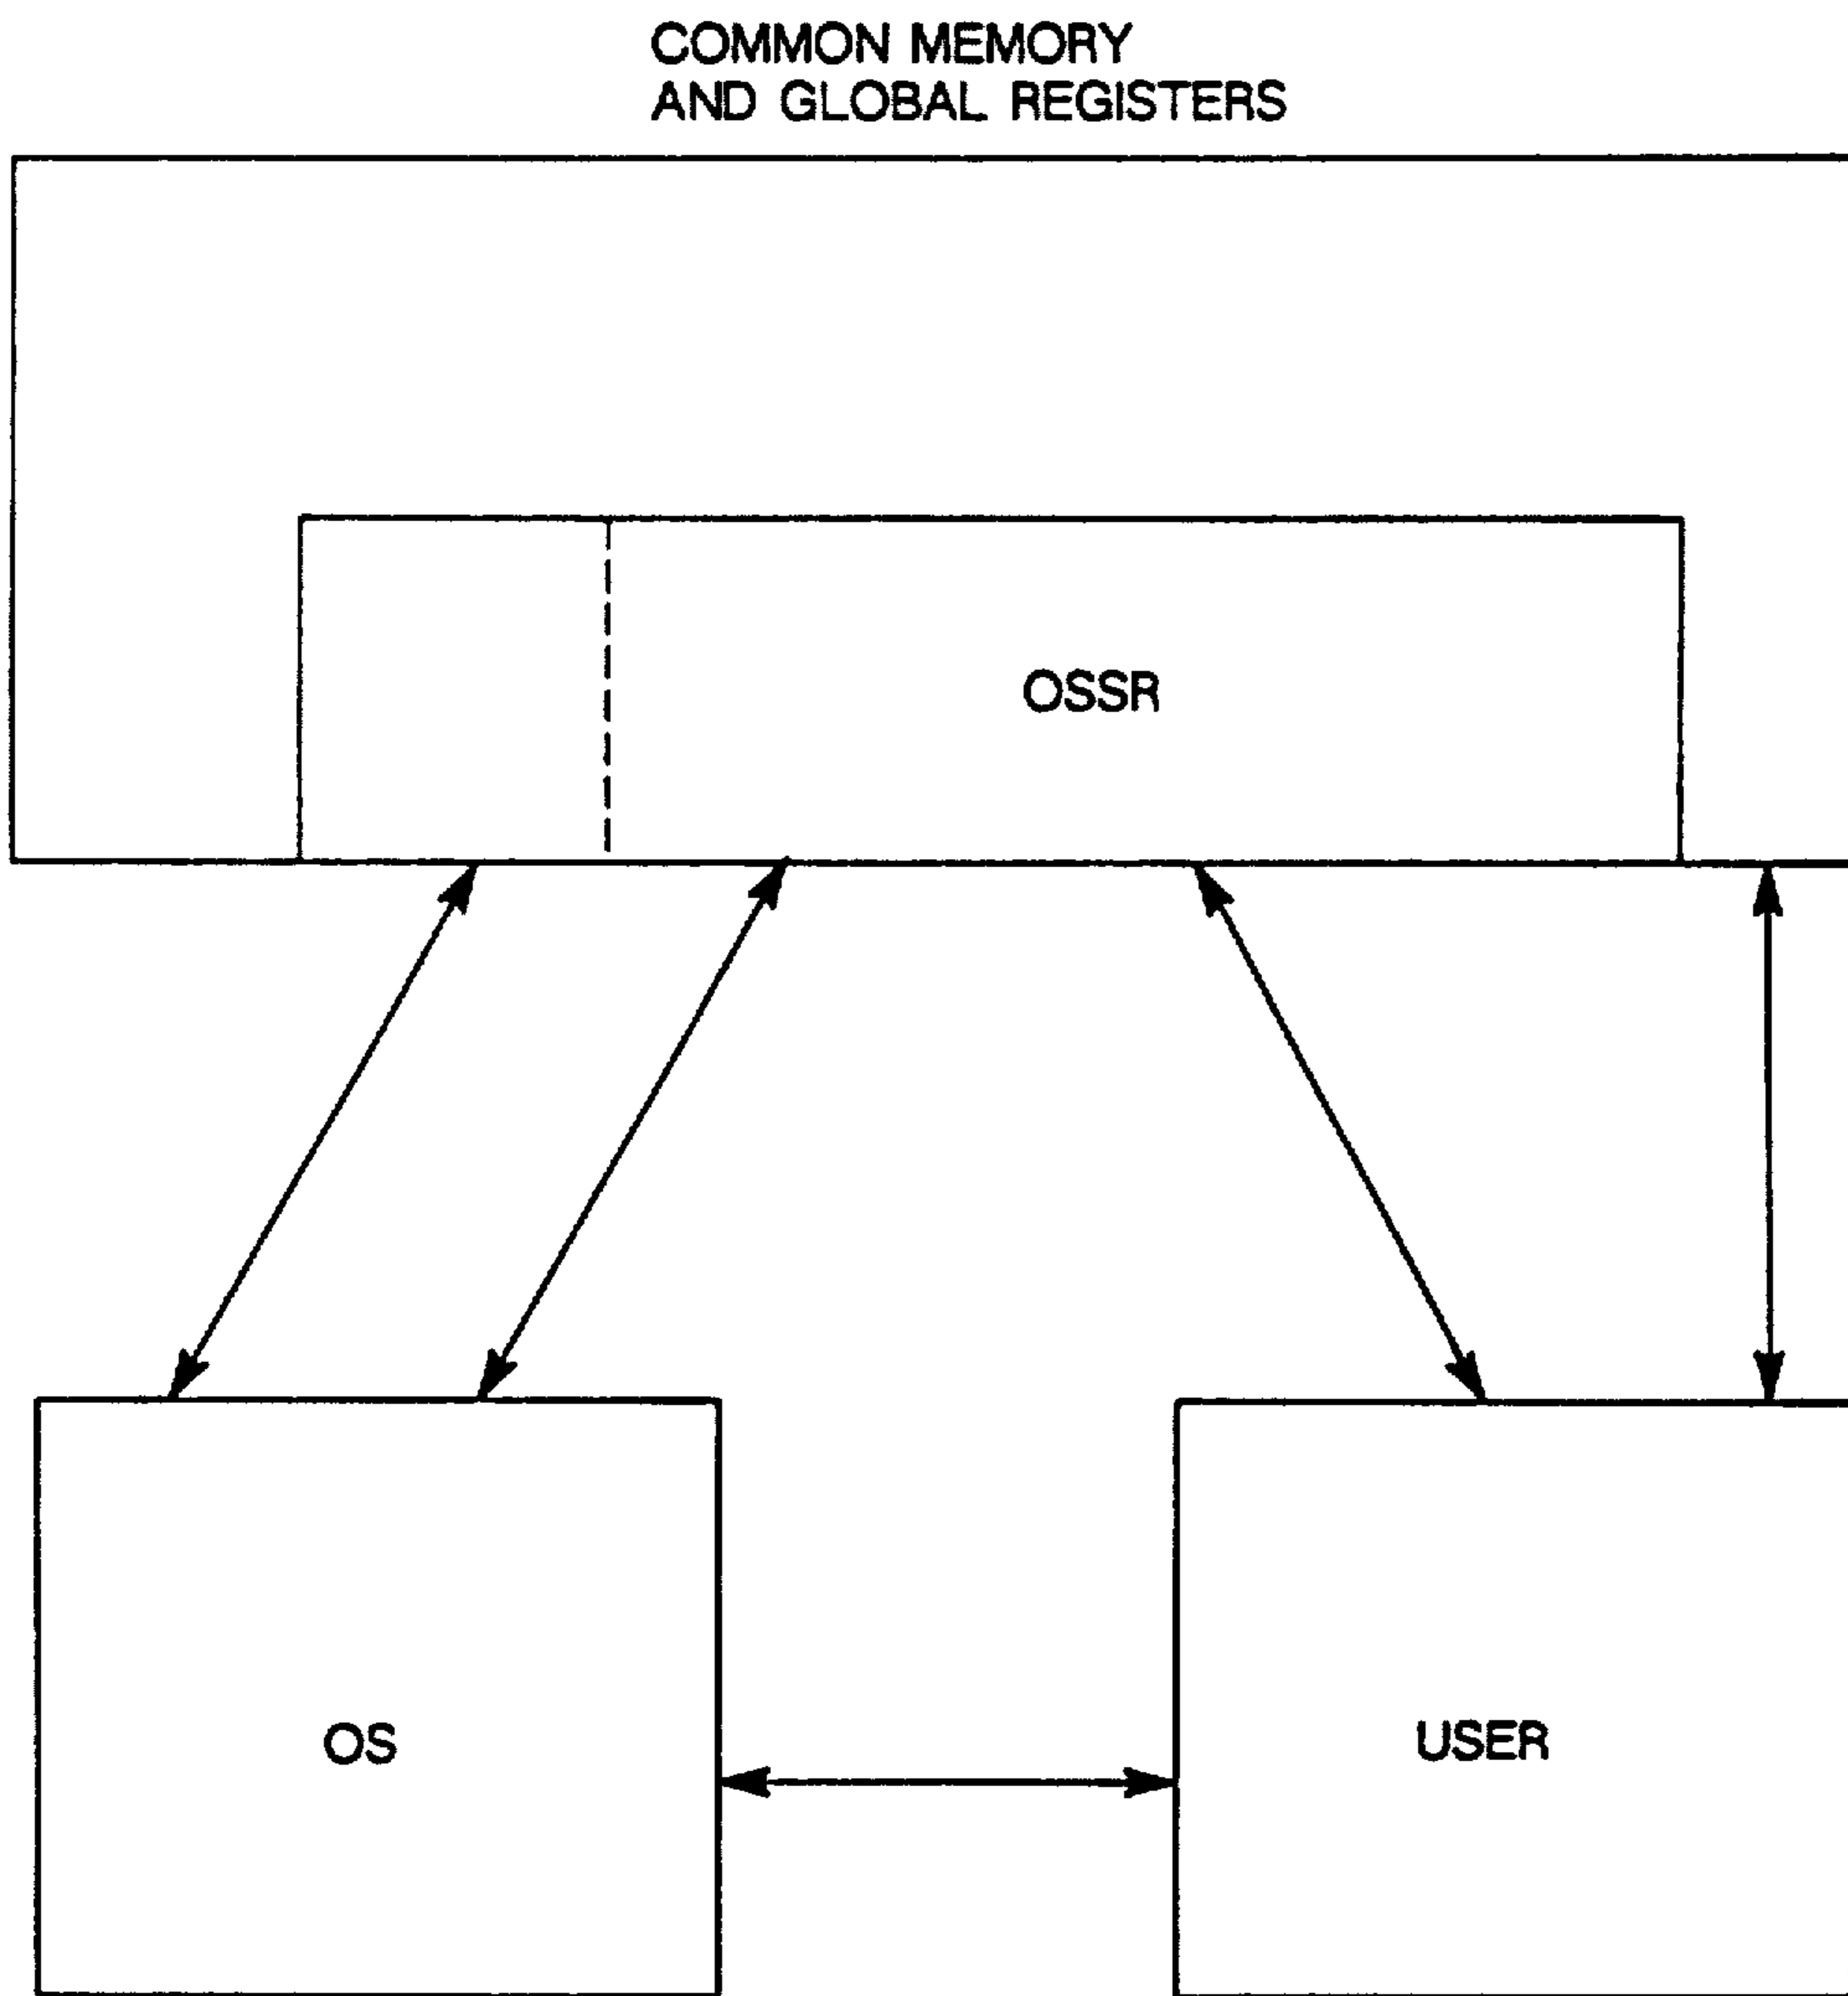 COMMON MEMORY
AND GLOBAL REGISTERS
OSSR
OS
USER